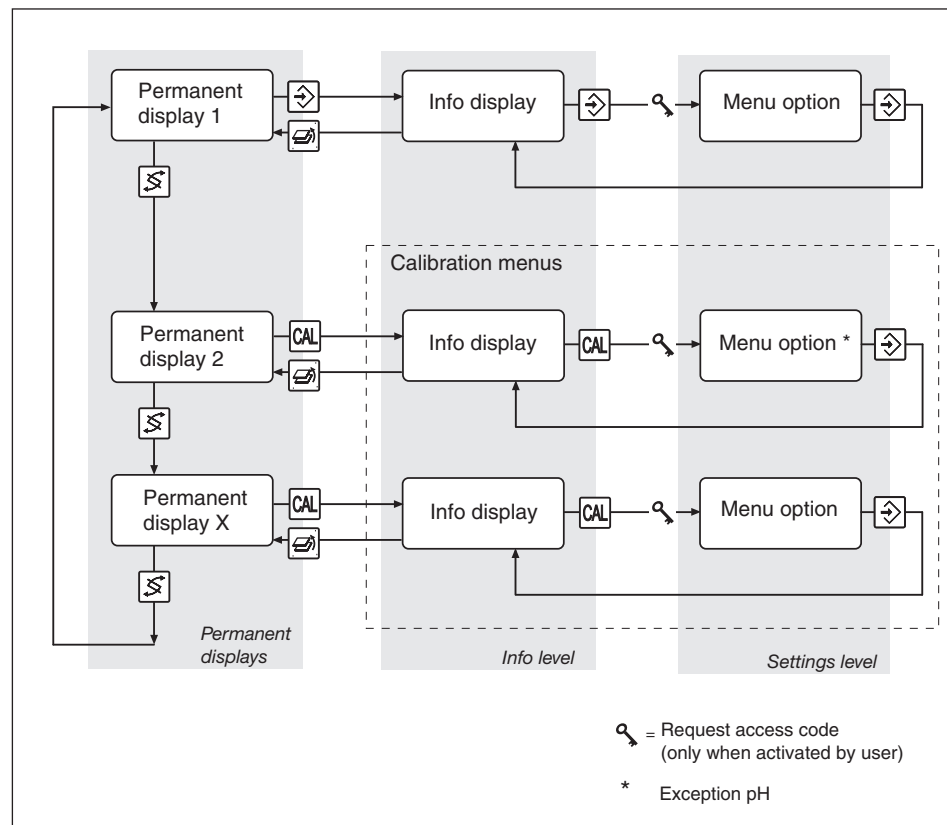 Permanent
display 1
Info display
Menu option
Calibration menus
Permanent
display 2
CAL
Info display
CAL
Menu option *
Permanent
display X
CAL
Info display
CAL
Menu option
Permanent
displays
Info level
Settings level
= Request access code
(only when activated by user)
* Exception pH